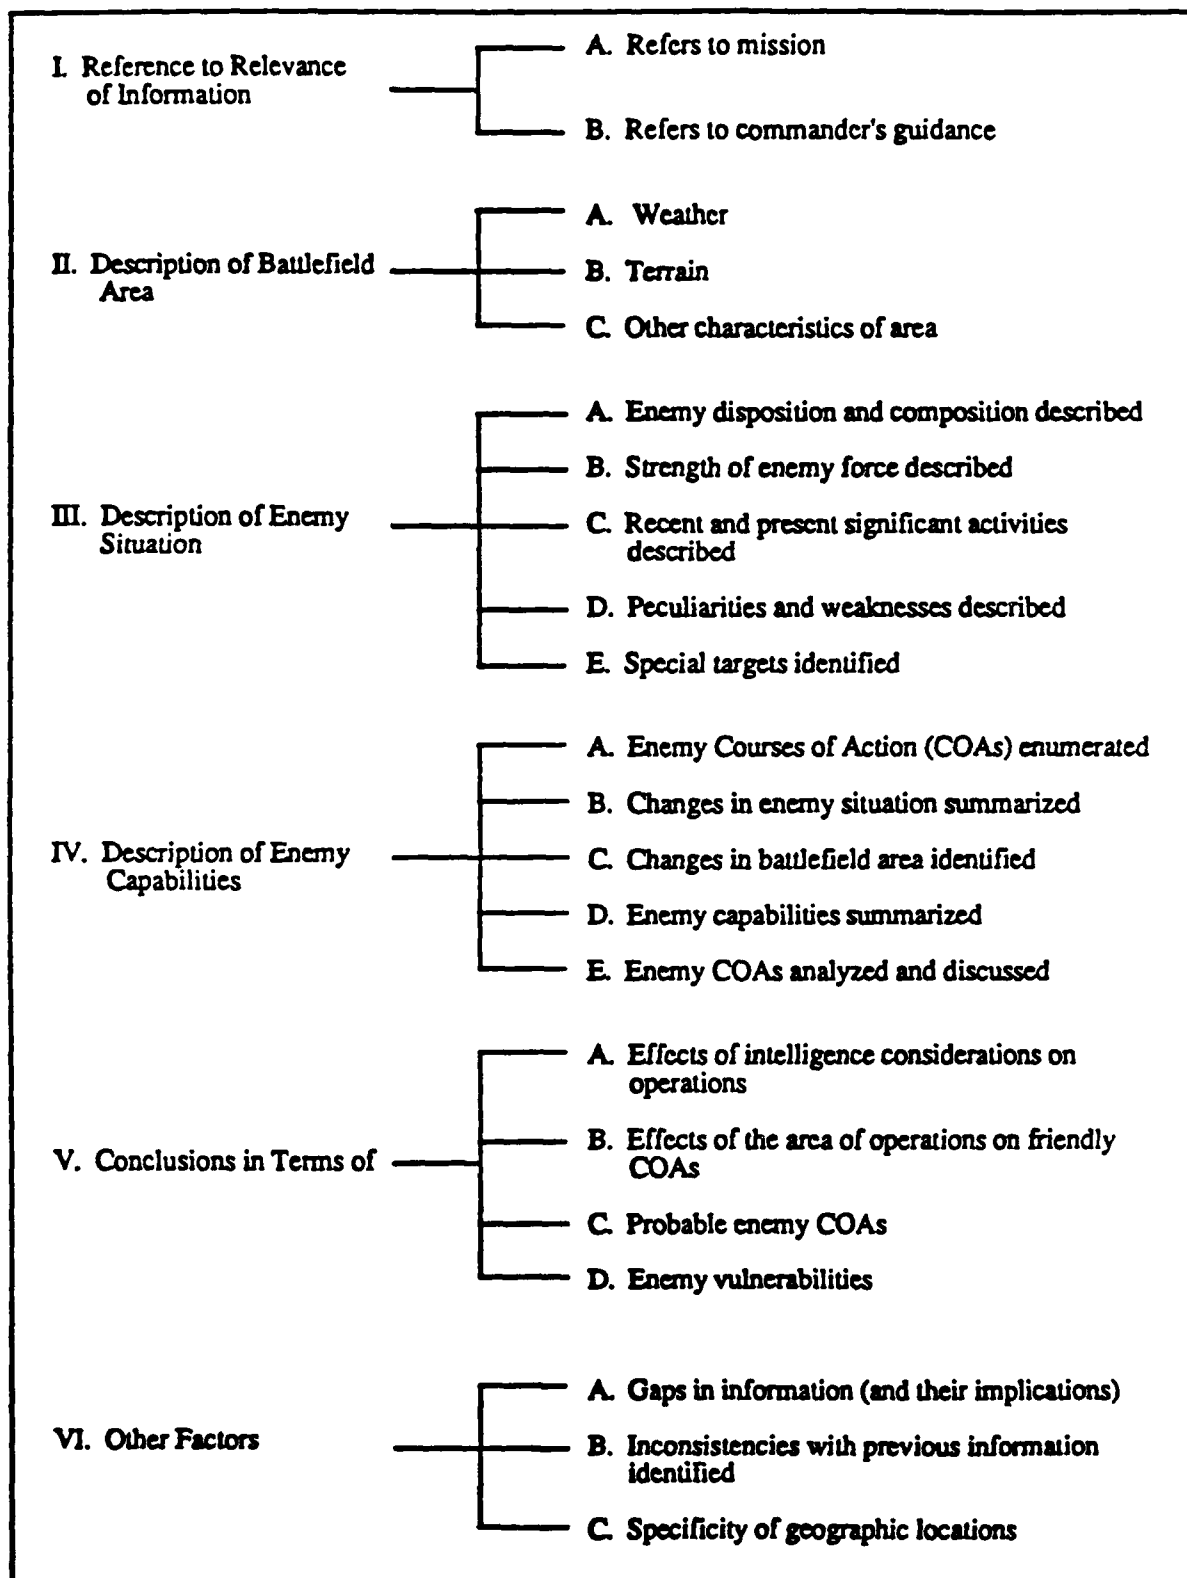 I. Reference to Relevance
of Information
A. Refers to mission
B. Refers to commander's guidance
II. Description of Battlefield
Area
A. Weather
B. Terrain
C. Other characteristics of area
III. Description of Enemy
Situation
A. Enemy disposition and composition described
B. Strength of enemy force described
C. Recent and present significant activities
described
D. Peculiarities and weaknesses described
E. Special targets identified
IV. Description of Enemy
Capabilities
A. Enemy Courses of Action (COAs) enumerated
B. Changes in enemy situation summarized
C. Changes in battlefield area identified
D. Enemy capabilities summarized
E. Enemy COAs analyzed and discussed
V. Conclusions in Terms of
A. Effects of intelligence considerations on
operations
B. Effects of the area of operations on friendly
COAs
C. Probable enemy COAs
D. Enemy vulnerabilities
VI. Other Factors
A. Gaps in information (and their implications)
B. Inconsistencies with previous information
identified
C. Specificity of geographic locations